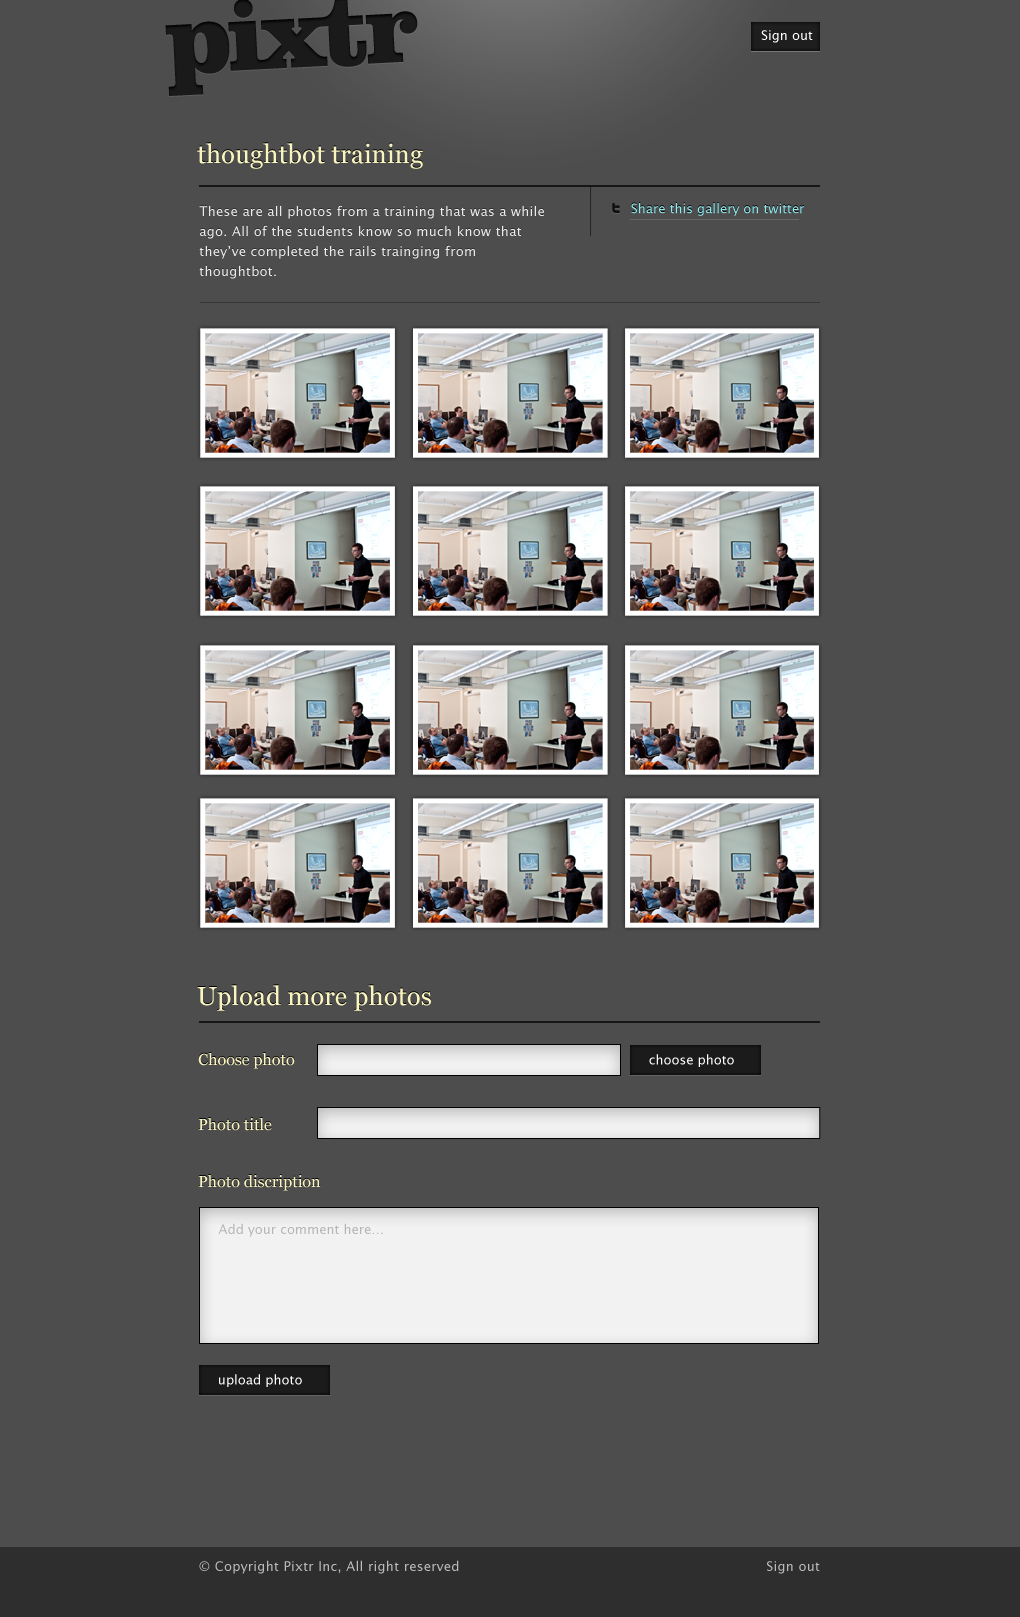 pixtr
Sign out
thoughtbot training
These are all photos from a training that was a while
ago. All of the students know so much know that
they've completed the rails trainging from
thoughtbot.
Share this gallery on twitter
Upload more photos
Choose photo
choose photo
Photo title
Photo discription
Add your comment here...
upload photo
© Copyright Pixtr Inc, All right reserved
Sign out